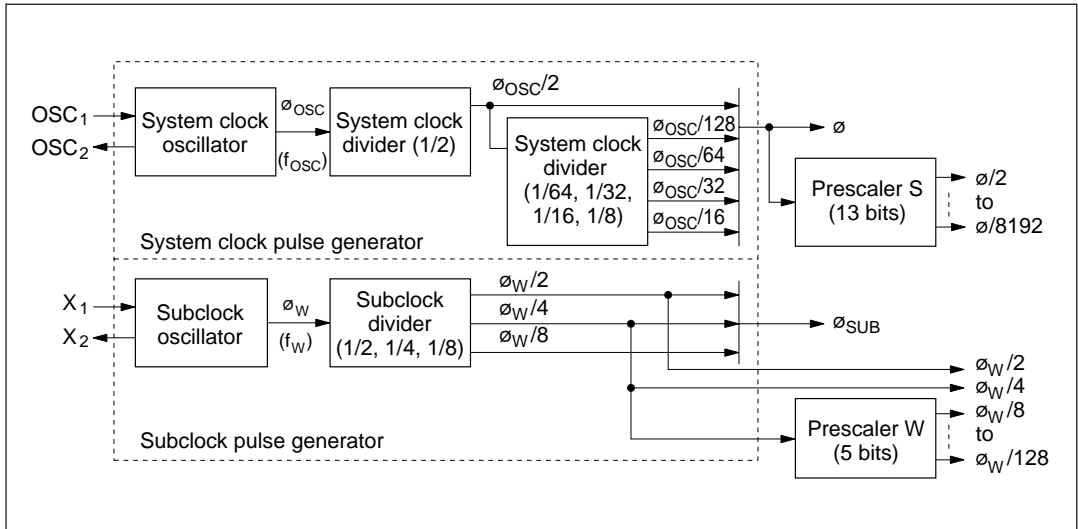 OSC1
OSC2
System clock
oscillator
øOSC
(fOSC)
System clock
divider (1/2)
øOSC/2
System clock
divider
(1/64, 1/32,
1/16, 1/8)
øOSC/128
øOSC/64
øOSC/32
øOSC/16
ø
Prescaler S
(13 bits)
ø/2
to
ø/8192
System clock pulse generator
X1
X2
Subclock
oscillator
øW
(fW)
Subclock
divider
(1/2, 1/4, 1/8)
øW/2
øW/4
øW/8
øSUB
øW/2
øW/4
Prescaler W
(5 bits)
øW/8
to
øW/128
Subclock pulse generator